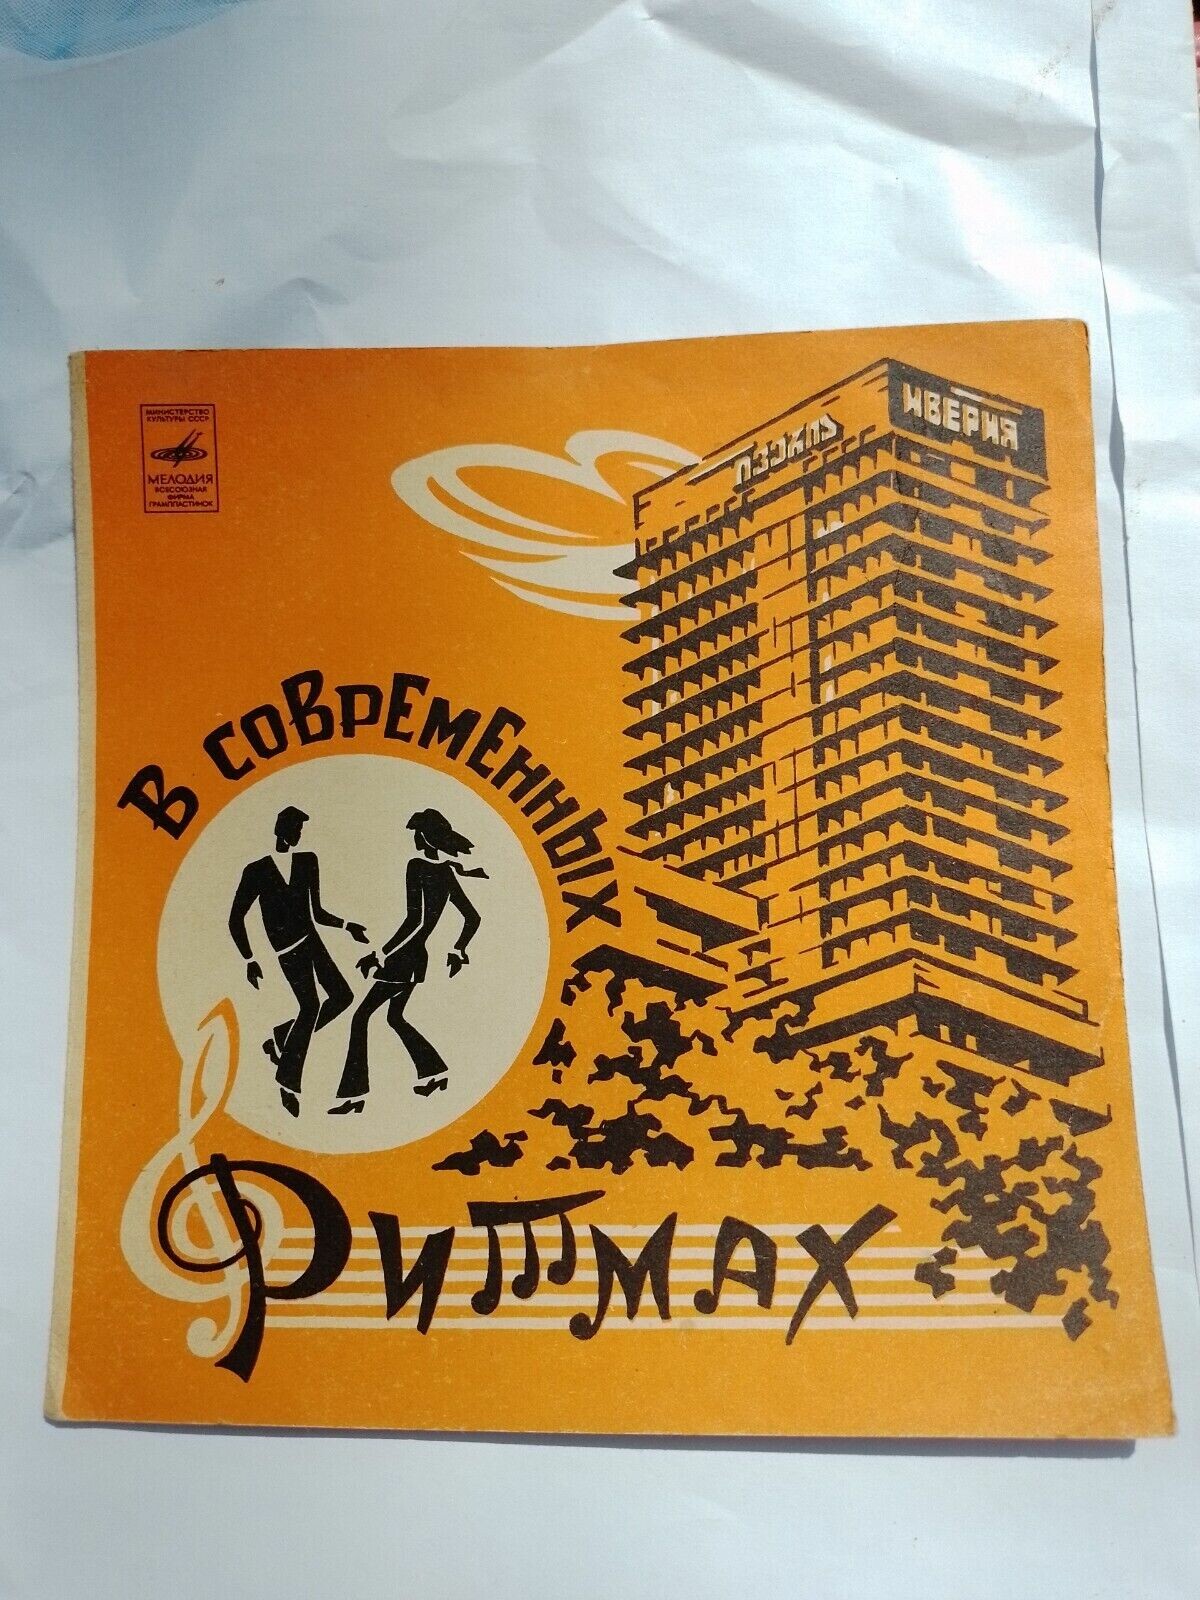 МИНИСТЕРСТВО
КУЛЬТУРЫ СССР
МЕЛОДИЯ
ВСЕСОЮЗНАЯ
ФИРМА
ГРАМПЛАСТИНОК
ИВЕРИЯ
В СОВРЕМЕННЫХ
РИТМАХ